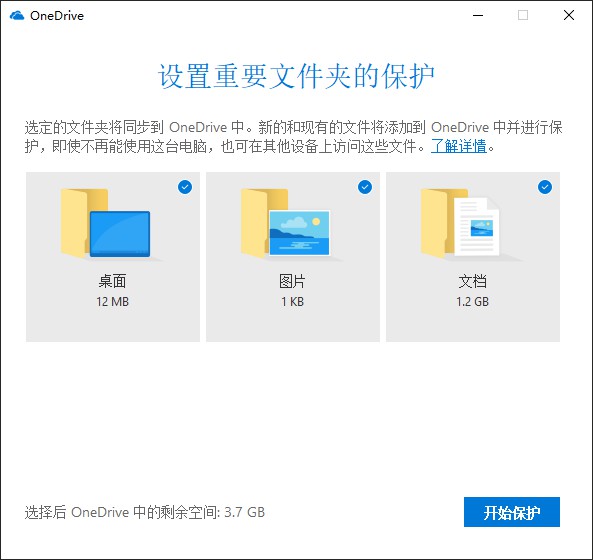 OneDrive
设置重要文件夹的保护
选定的文件夹将同步到 OneDrive 中。新的和现有的文件将添加到 OneDrive 中并进行保
护，即使不再能使用这台电脑，也可在其他设备上访问这些文件。了解详情。
桌面
12 MB
图片
1 KB
文档
1.2 GB
选择后 OneDrive 中的剩余空间: 3.7 GB
开始保护